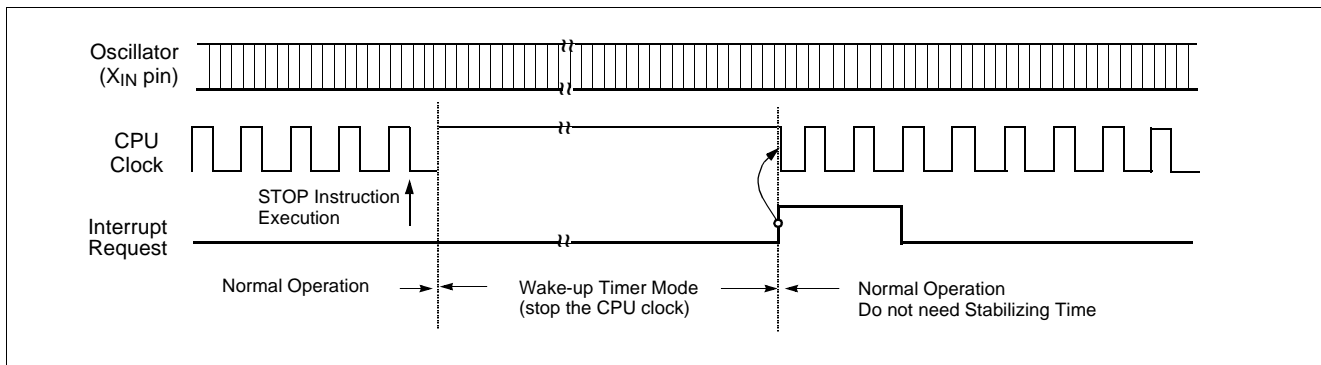 Oscillator
(XIN pin)
CPU
Clock
STOP Instruction
Execution
Interrupt
Request
Normal Operation
Wake-up Timer Mode
(stop the CPU clock)
Normal Operation
Do not need Stabilizing Time